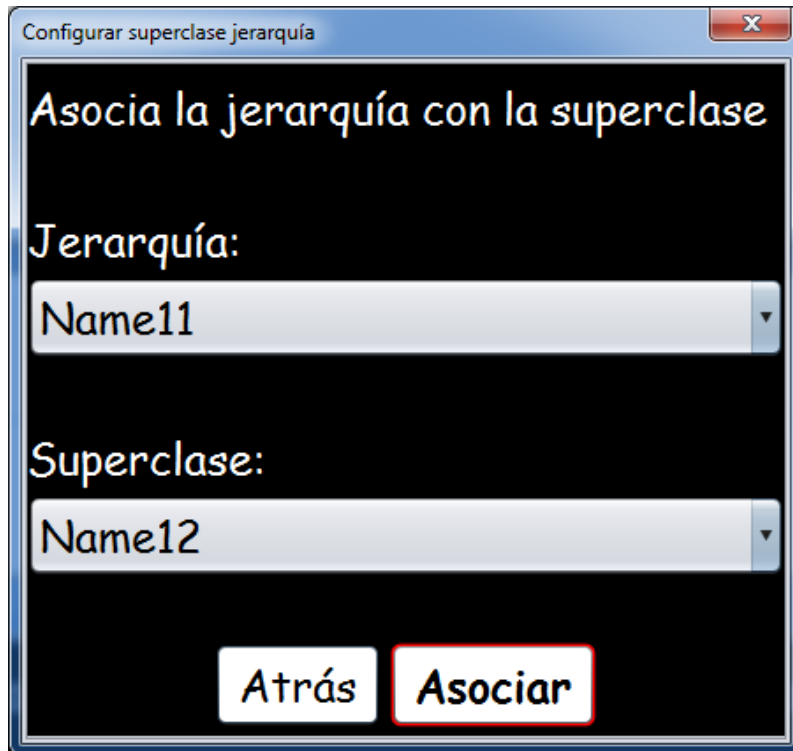 Configurar superclase jerarquía
Asocia la jerarquía con la superclase
Jerarquía:
Name11
Superclase:
Name12
Atrás Asociar